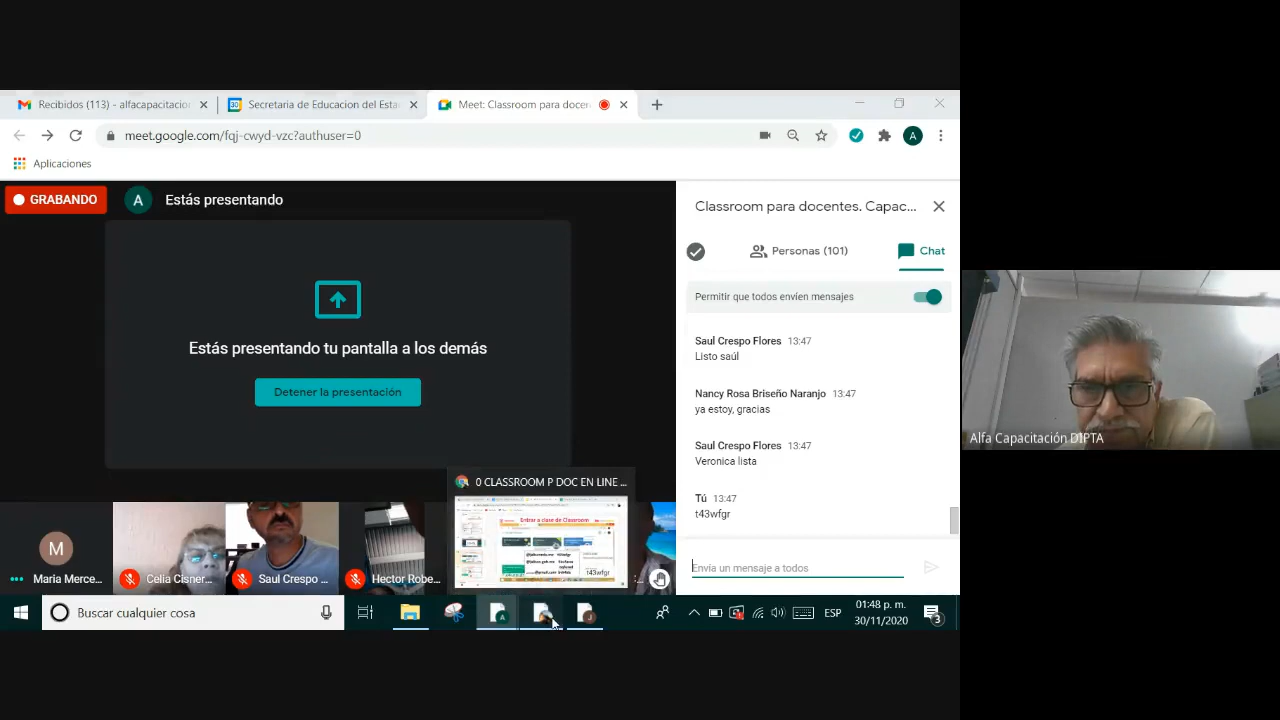 Recibidos (113) - alfacapacitacio
Secretaria de Educacion del Esta
Meet: Classroom para docen
meet.google.com/fqj-cwyd-vzc?authuser=0
A
Aplicaciones
GRABANDO
A
Estás presentando
Classroom para docentes. Capac...
Personas (101)
Chat
Permitir que todos envíen mensajes
Estás presentando tu pantalla a los demás
Detener la presentación
Saul Crespo Flores 13:47
Listo saúl
Nancy Rosa Briseño Naranjo 13:47
ya estoy, gracias
Saul Crespo Flores 13:47
Veronica lista
Tú 13:47
t43wfgr
Envía un mensaje a todos
0 CLASSROOM P DOC EN LINE ...
Entrar a clase de Classroom
t43wfgr
M
Maria Merce...
Celia Cisner...
Saul Crespo ...
Hector Robe...
Buscar cualquier cosa
A
J
ESP
01:48 p. m.
30/11/2020
3
Alfa Capacitación DIPTA